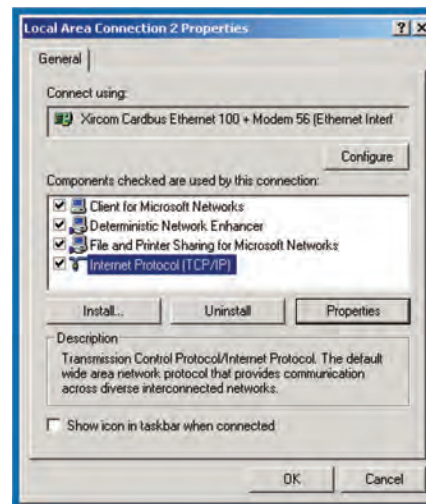 Local Area Connection 2 Properties
General
Connect using:
Xircom Cardbus Ethernet 100 + Modem 56 (Ethernet Interf
Configure
Components checked are used by this connection:
Client for Microsoft Networks
Deterministic Network Enhancer
File and Printer Sharing for Microsoft Networks
Internet Protocol (TCP/IP)
Install...
Uninstall
Properties
Description
Transmission Control Protocol/Internet Protocol. The default
wide area network protocol that provides communication
across diverse interconnected networks.
Show icon in taskbar when connected
OK
Cancel